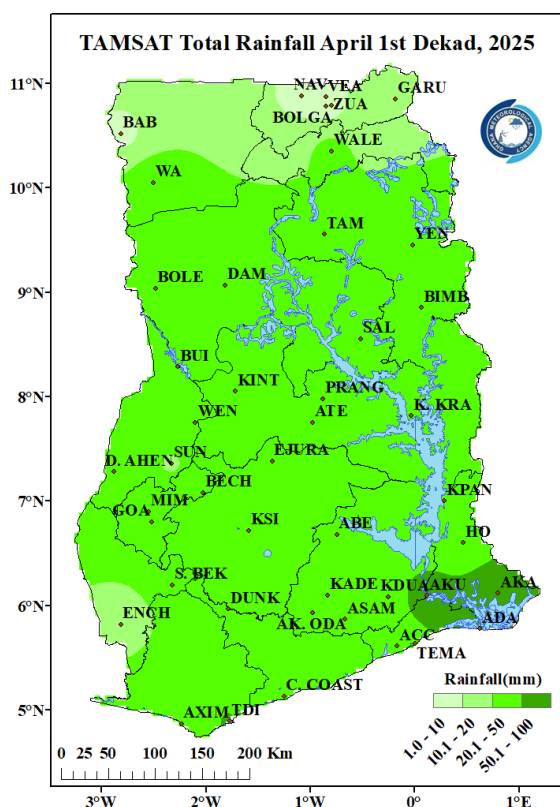 TAMSAT Total Rainfall April 1st Dekad, 2025
11°N
10°N
9°N
8°N
7°N
6°N
5°N
NAV
VEA
GARU
ZUA
BOLGA
BAB
WALE
WA
TAM
YEN
BOLE
DAM
BIMB
SAL
BUI
KINT
PRANG
K. KRA
WEN
ATE
SUN
EJURA
D. AHEN
BECH
MIM
GOA
KPAN
KSI
ABE
HO
S. BEK
KADE
KDUA
AKU
AKA
DUNK
ENCH
ASAM
AK. ODA
ADA
ACC
TEMA
C. COAST
AXIM
TDI
Rainfall(mm)
1.0 - 10
10.1 - 20
20.1 - 50
50.1 - 100
0 25 50 100 150 200 Km
3°W
2°W
1°W
0°
1°E